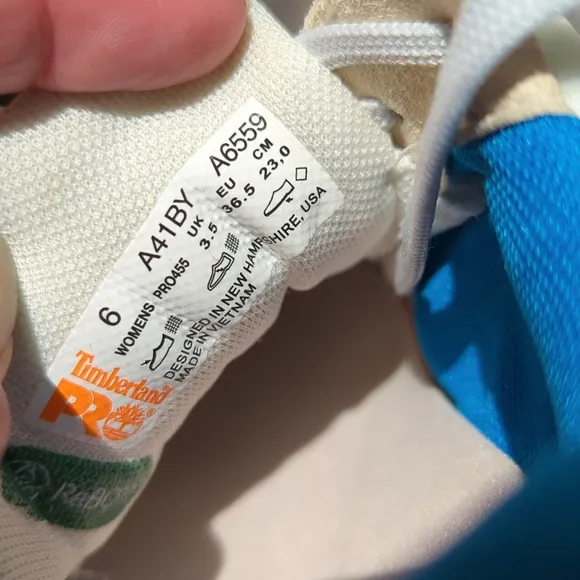 6 A41BY A6559
WOMENS PRO455 UK EU CM
3.5 36.5 23,0
DESIGNED IN NEW HAMPSHIRE, USA
MADE IN VIETNAM
Timberland
PRO ®